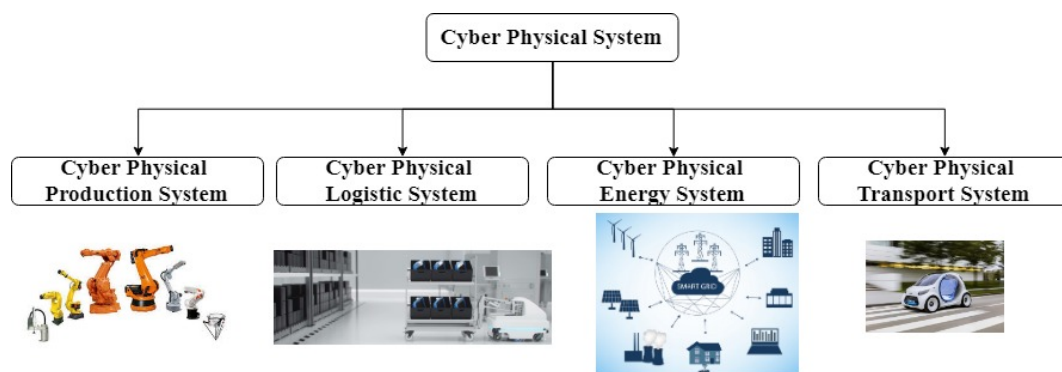 Cyber Physical System
Cyber Physical
Production System
Cyber Physical
Logistic System
Cyber Physical
Energy System
Cyber Physical
Transport System
SMART GRID